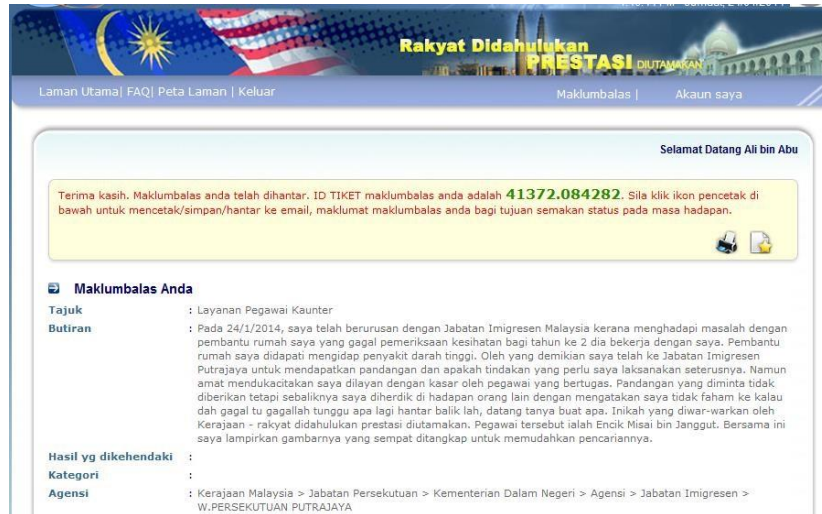 Rakyat Didahulukan
PRESTASI DIUTAMAKAN
Laman Utama| FAQ| Peta Laman | Keluar
Maklumbalas | Akaun saya
Selamat Datang Ali bin Abu
Terima kasih. Maklumbalas anda telah dihantar. ID TIKET maklumbalas anda adalah 41372.084282. Sila klik ikon pencetak di
bawah untuk mencetak/simpan/hantar ke email, maklumat maklumbalas anda bagi tujuan semakan status pada masa hadapan.
Maklumbalas Anda
Tajuk : Layanan Pegawai Kaunter
Butiran : Pada 24/1/2014, saya telah berurusan dengan Jabatan Imigresen Malaysia kerana menghadapi masalah dengan
pembantu rumah saya yang gagal pemeriksaan kesihatan bagi tahun ke 2 dia bekerja dengan saya. Pembantu
rumah saya didapati mengidap penyakit darah tinggi. Oleh yang demikian saya telah ke Jabatan Imigresen
Putrajaya untuk mendapatkan pandangan dan apakah tindakan yang perlu saya laksanakan seterusnya. Namun
amat mendukacitakan saya dilayan dengan kasar oleh pegawai yang bertugas. Pandangan yang diminta tidak
diberikan tetapi sebaliknya saya diherdik di hadapan orang lain dengan mengatakan saya tidak faham ke kalau
dah gagal tu gagallah tunggu apa lagi hantar balik lah, datang tanya buat apa. Inikah yang diwar-warkan oleh
Kerajaan - rakyat didahulukan prestasi diutamakan. Pegawai tersebut ialah Encik Misai bin Janggut. Bersama ini
saya lampirkan gambarnya yang sempat ditangkap untuk memudahkan pencariannya.
Hasil yg dikehendaki :
Kategori :
Agensi : Kerajaan Malaysia > Jabatan Persekutuan > Kementerian Dalam Negeri > Agensi > Jabatan Imigresen >
W.PERSEKUTUAN PUTRAJAYA